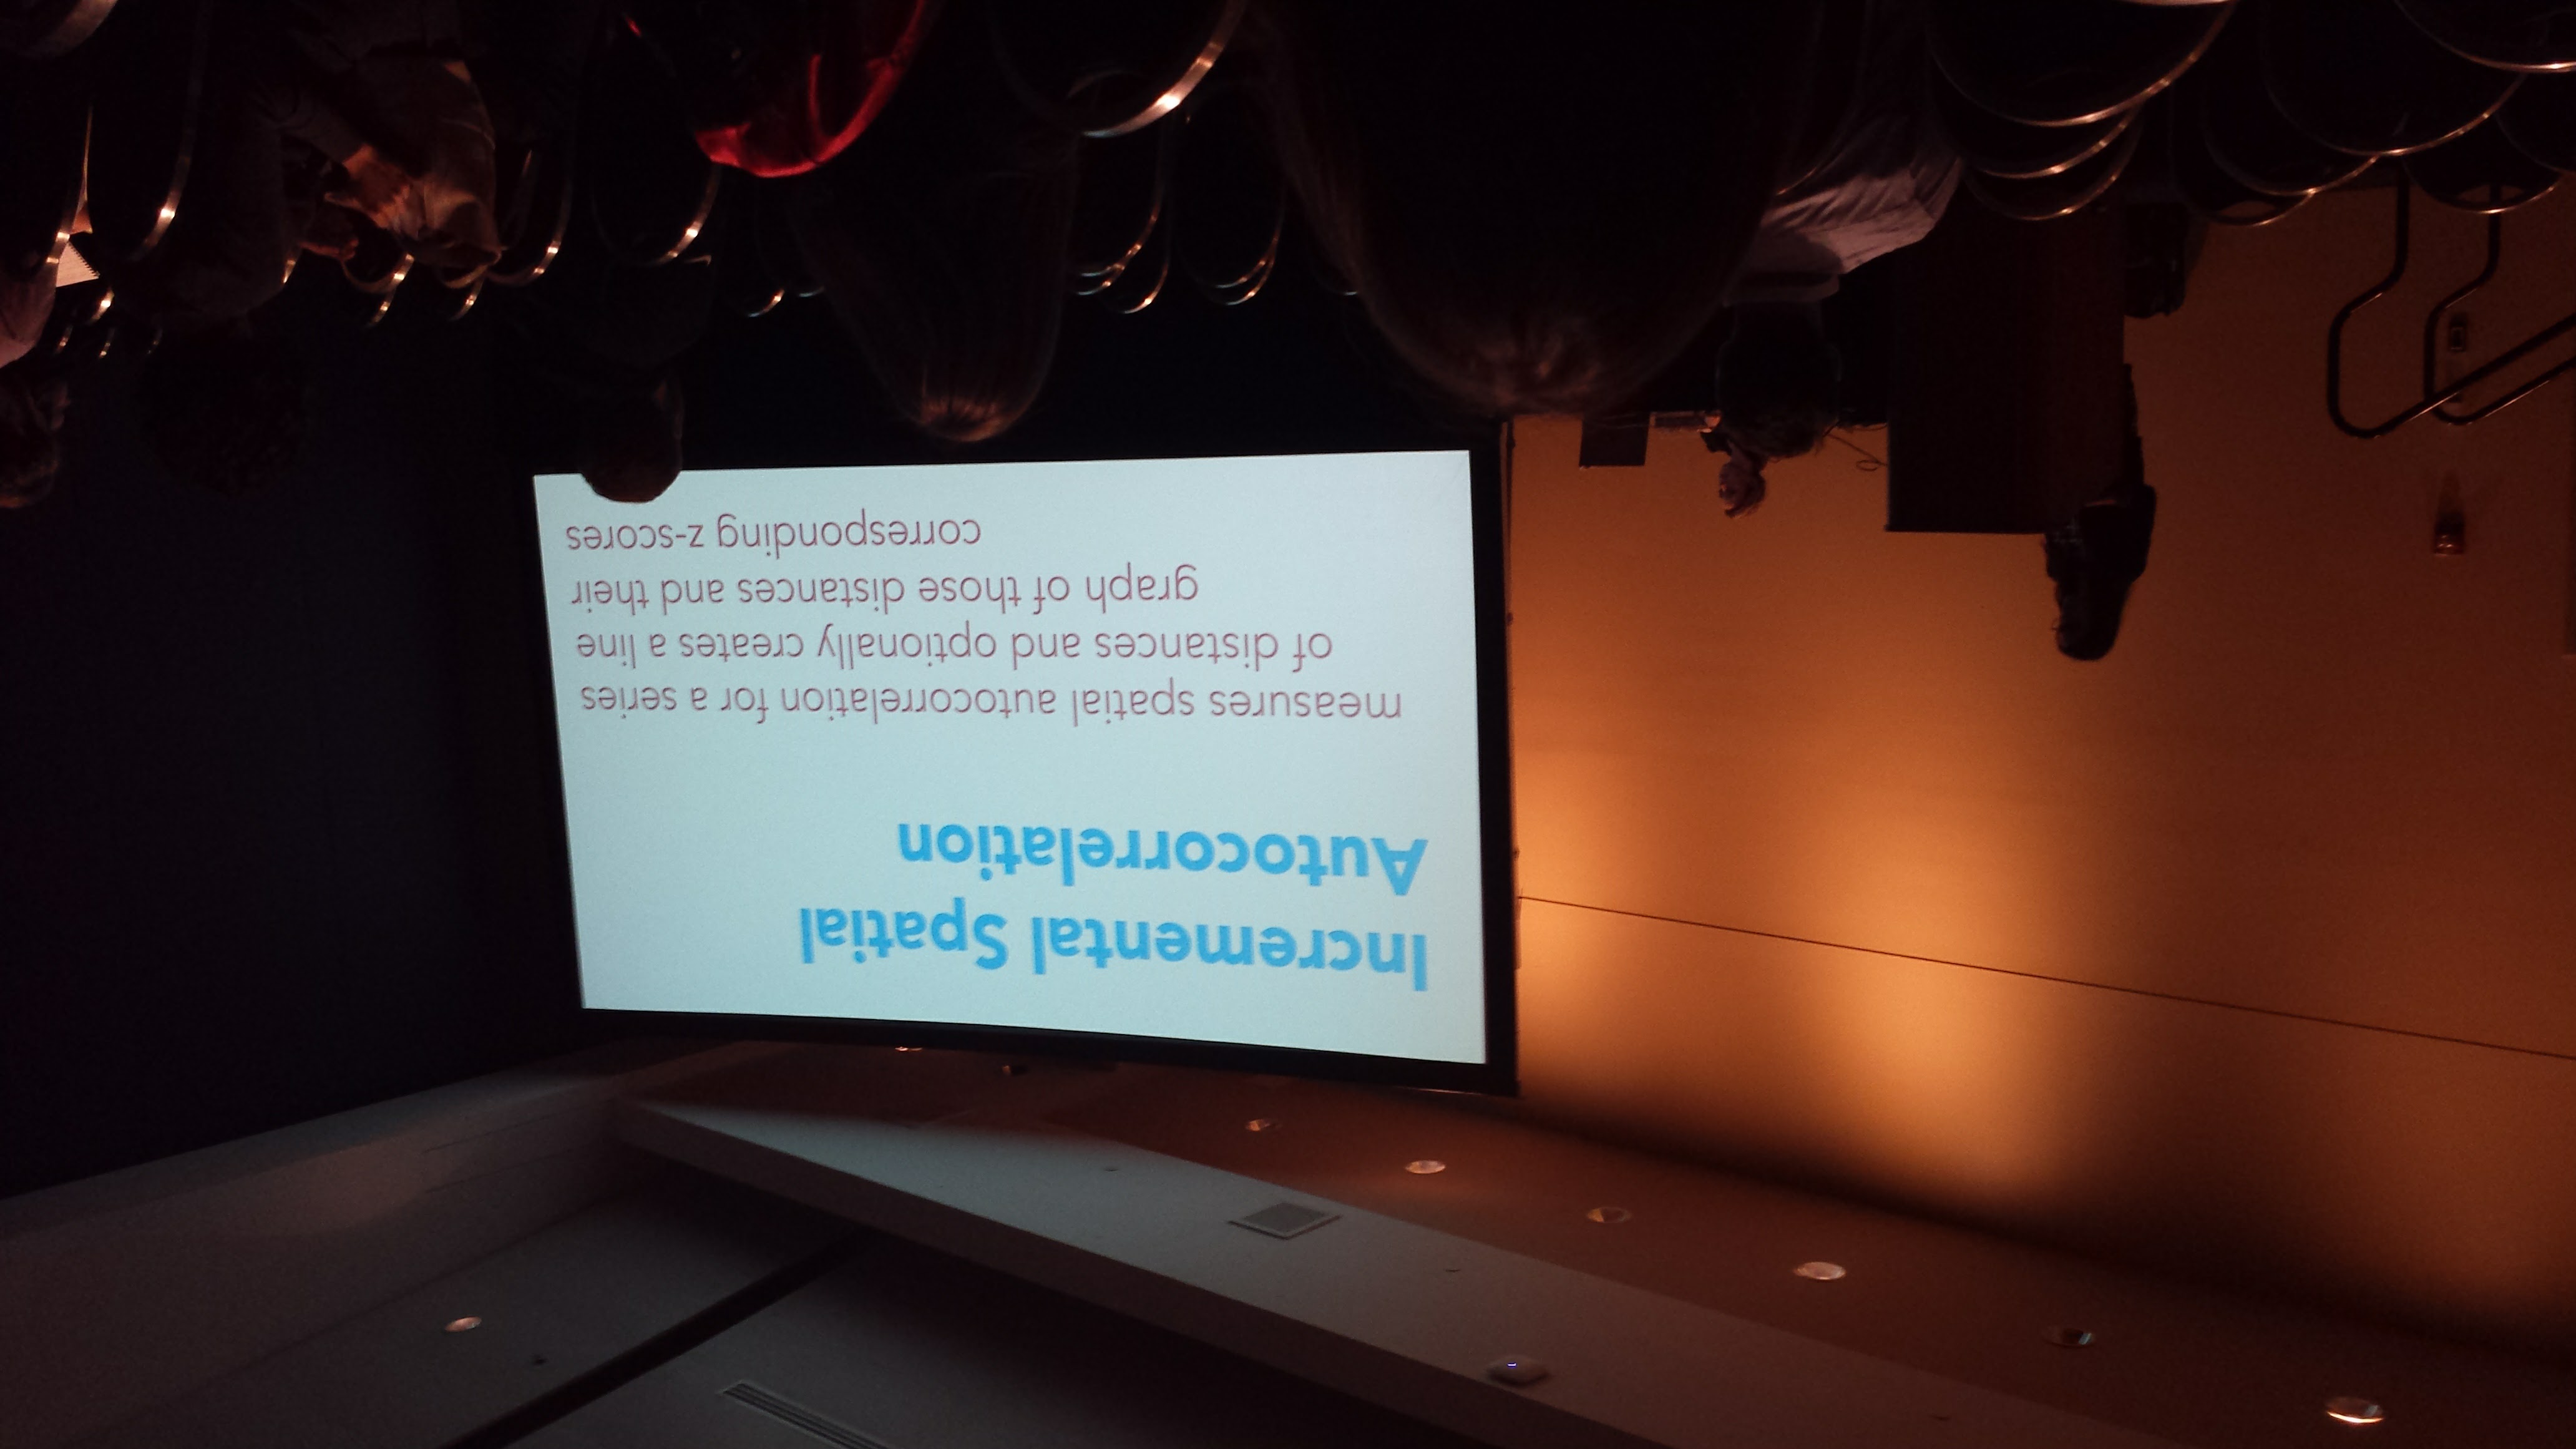 Incremental Spatial
Autocorrelation
measures spatial autocorrelation for a series
of distances and optionally creates a line
graph of those distances and their
corresponding z-scores